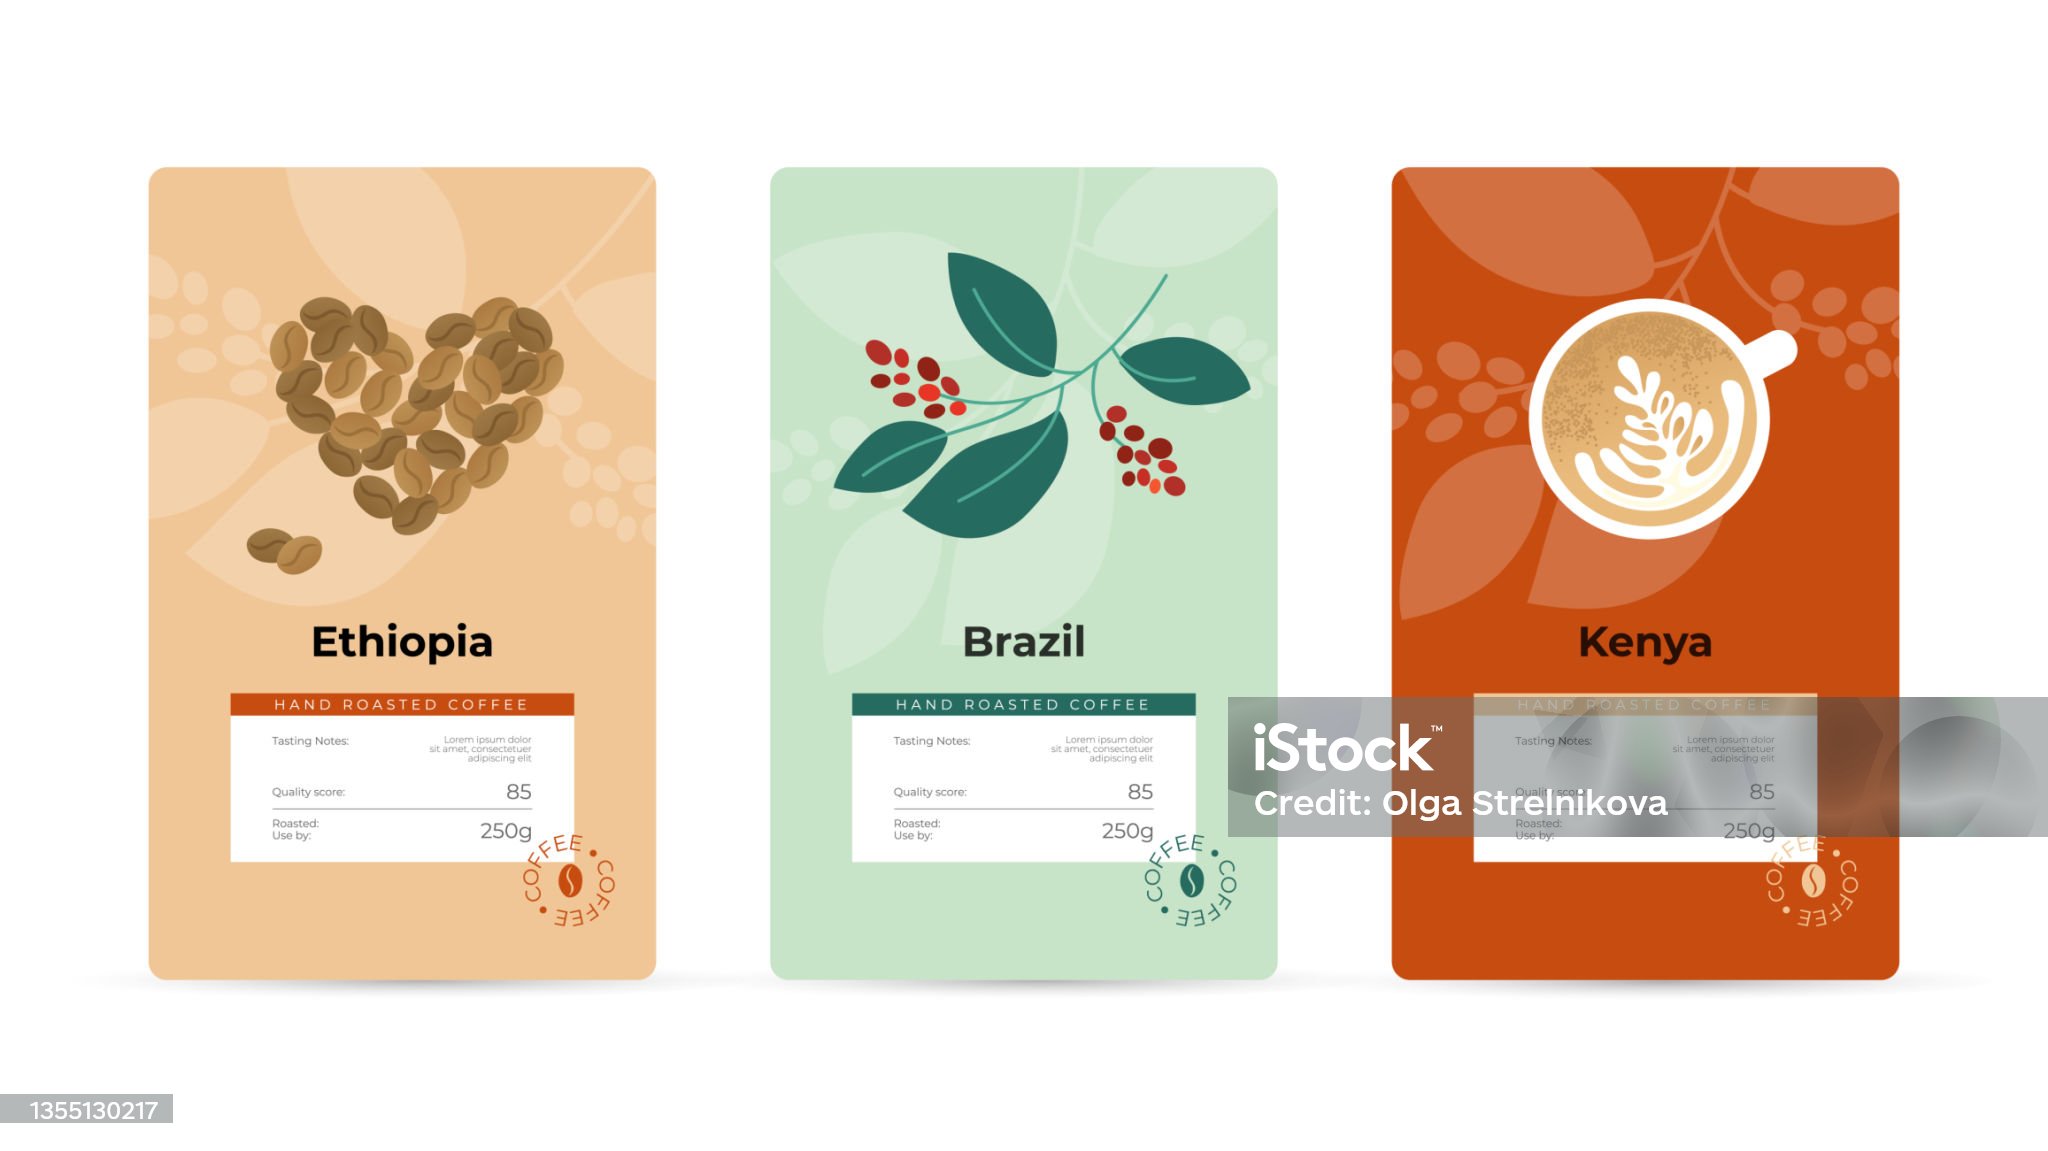 Ethiopia
HAND ROASTED COFFEE
Tasting Notes:
Lorem ipsum dolor
sit amet, consectetuer
adipiscing elit
Quality score:
85
Roasted:
Use by:
250g
COFFEE • COFFEE •
Brazil
HAND ROASTED COFFEE
Tasting Notes:
Lorem ipsum dolor
sit amet, consectetuer
adipiscing elit
Quality score:
85
Roasted:
Use by:
250g
COFFEE • COFFEE •
Kenya
HAND ROASTED COFFEE
Tasting Notes:
Lorem ipsum dolor
sit amet, consectetuer
adipiscing elit
Quality score:
85
Roasted:
Use by:
250g
COFFEE • COFFEE •
iStock™
Credit: Olga Strelnikova
1355130217